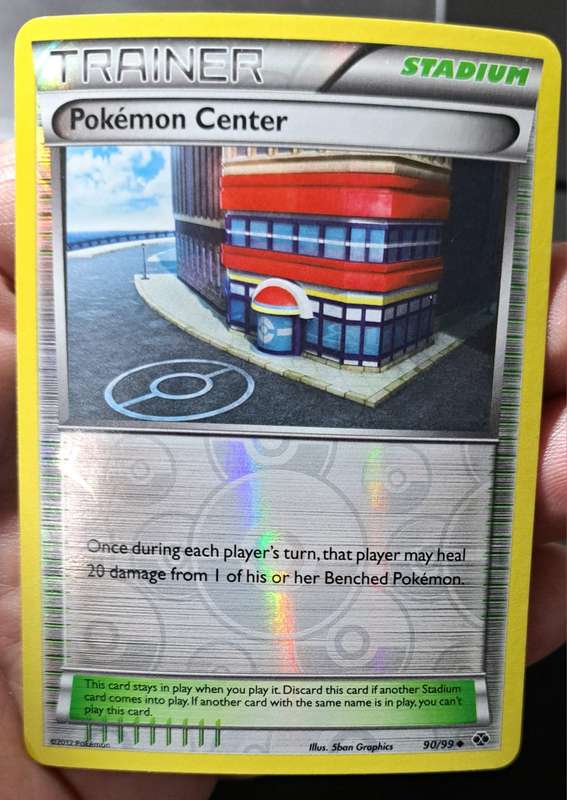 TRAINER
STADIUM
Pokémon Center
Once during each player's turn, that player may heal
20 damage from 1 of his or her Benched Pokémon.
This card stays in play when you play it. Discard this card if another Stadium
card comes into play. If another card with the same name is in play, you can't
play this card.
©2012 Pokémon
Illus. 5ban Graphics
90/99